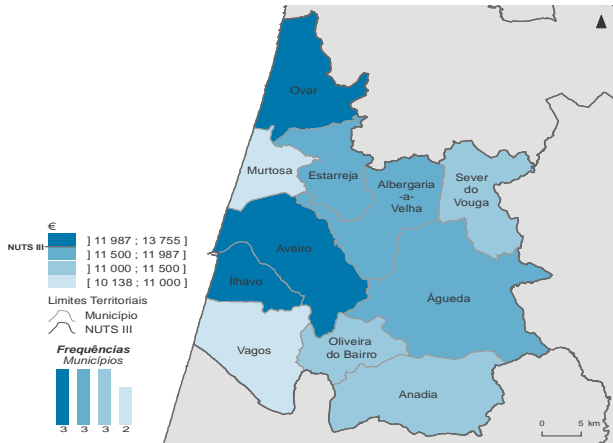 Ovar
Murtosa
Estarreja
Albergaria
-a-
Velha
Sever
do
Vouga
Aveiro
Ílhavo
Águeda
Vagos
Oliveira
do Bairro
Anadia
€
NUTS III
] 11 987 ; 13 755 ]
] 11 500 ; 11 987 ]
] 11 000 ; 11 500 ]
[ 10 138 ; 11 000 ]
Limites Territoriais
Município
NUTS III
Frequências
Municípios
3 3 3 2
0 5 km